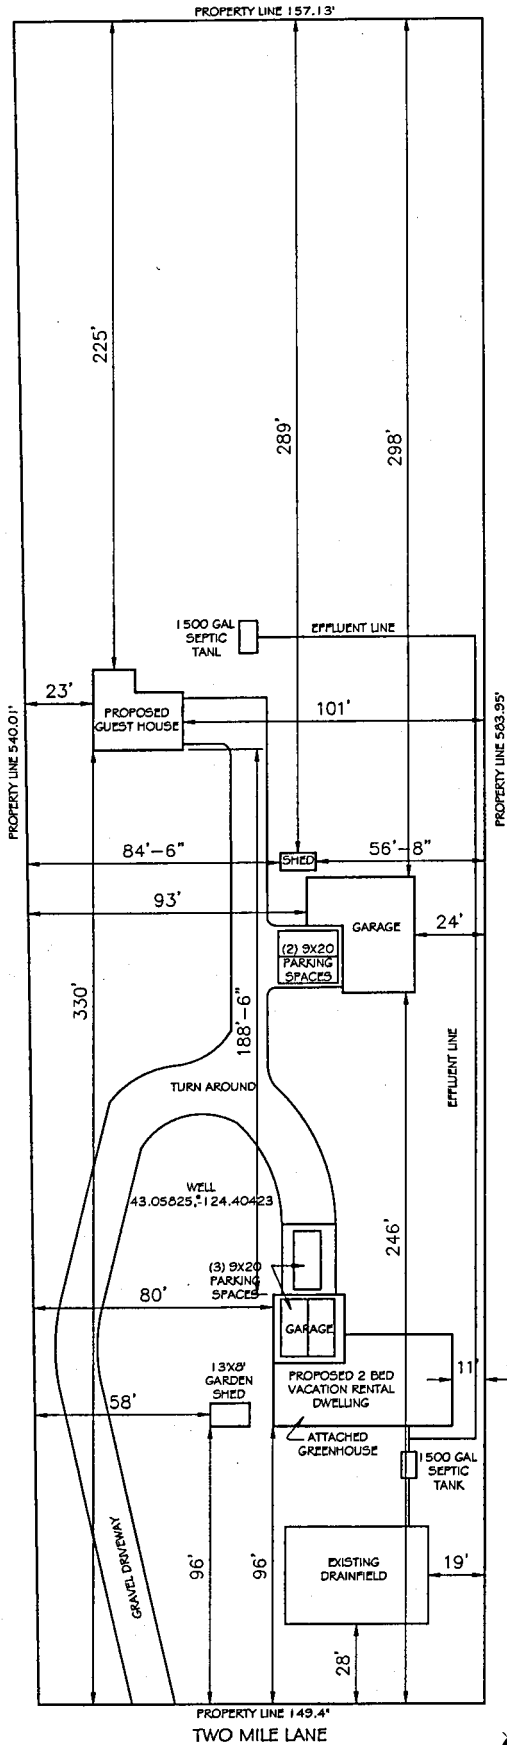 PROPERTY LINE 157.13'
225'
289'
298'
1500 GAL
SEPTIC
TANL
EFFLUENT LINE
23'
PROPOSED
GUEST HOUSE
101'
PROPERTY LINE 540.01'
PROPERTY LINE 583.95'
84'-6"
SHED
56'-8"
93'
GARAGE
24'
(2) 9X20
PARKING
SPACES
330'
188'-6"
EFFLUENT LINE
TURN AROUND
WELL
43.05825,°-124.40423
246'
(3) 9X20
PARKING
SPACES
80'
GARAGE
13'X8'
GARDEN
SHED
PROPOSED 2 BED
VACATION RENTAL
DWELLING
11'
58'
ATTACHED
GREENHOUSE
1500 GAL
SEPTIC
TANK
GRAVEL DRIVEWAY
96'
96'
EXISTING
DRAINFIELD
19'
28'
PROPERTY LINE 149.4'
TWO MILE LANE